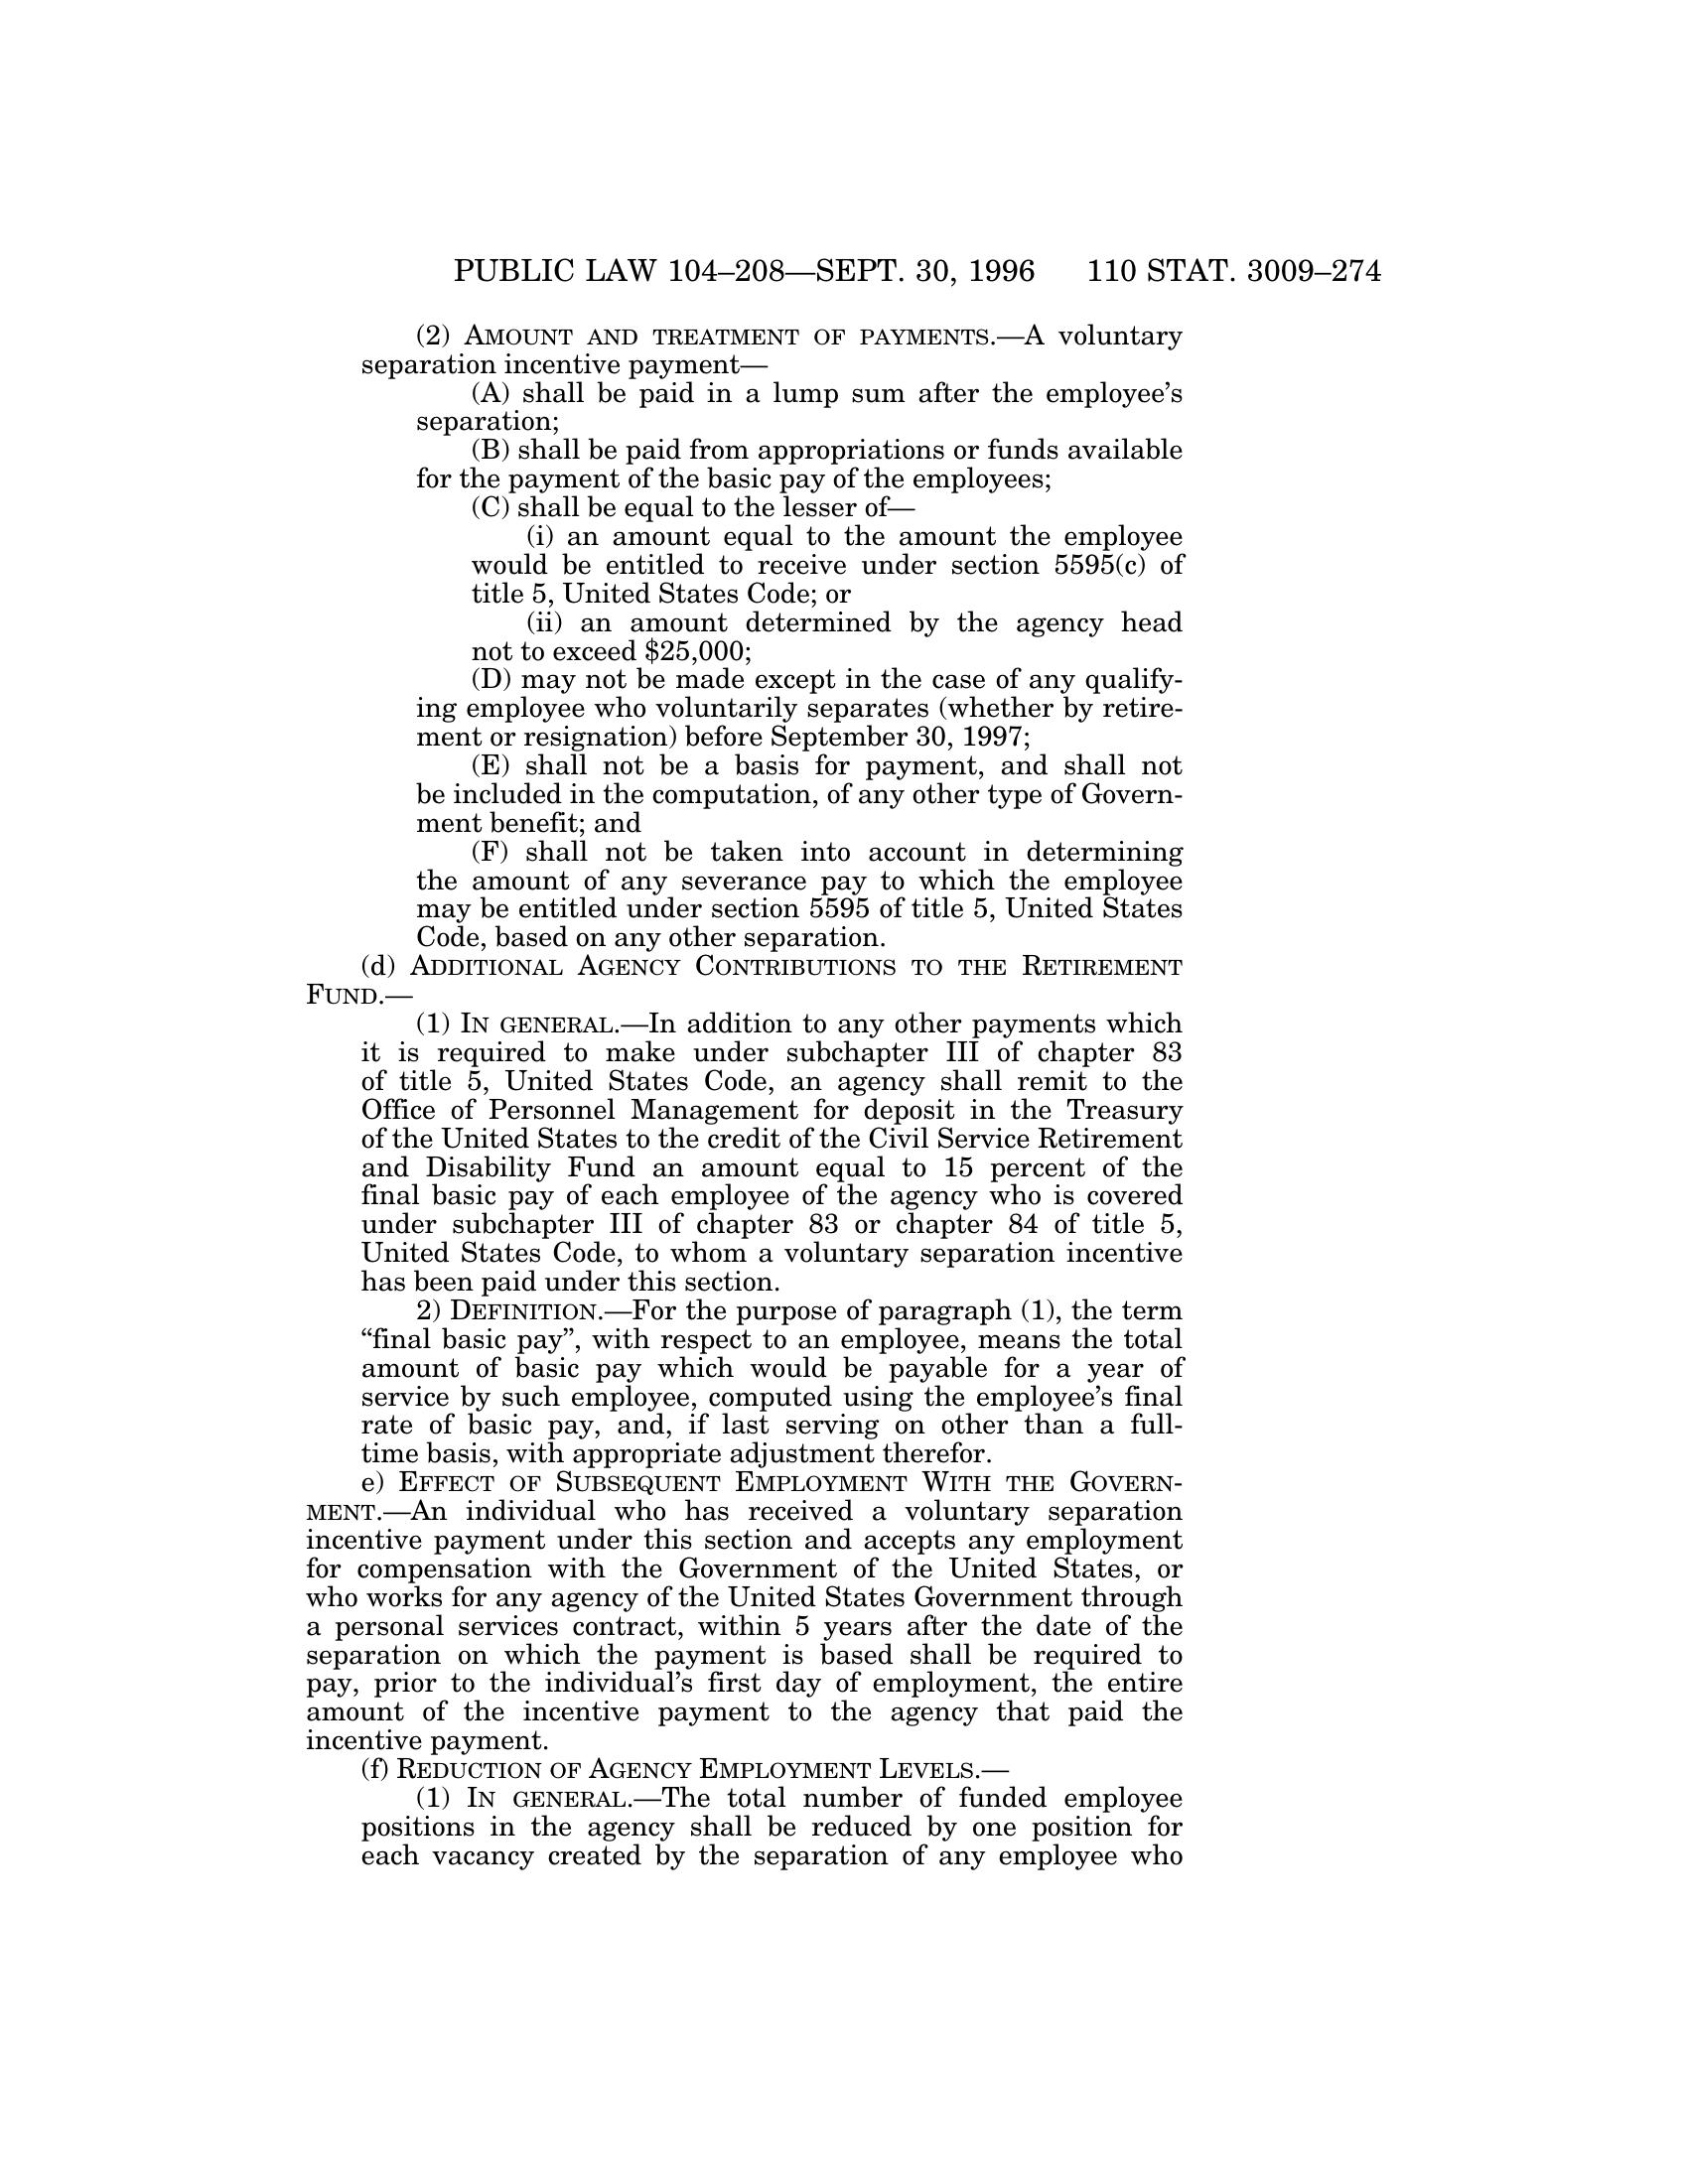 PUBLIC LAW 104–208—SEPT. 30, 1996 110 STAT. 3009–274
(2) AMOUNT AND TREATMENT OF PAYMENTS.—A voluntary
separation incentive payment—
(A) shall be paid in a lump sum after the employee’s
separation;
(B) shall be paid from appropriations or funds available
for the payment of the basic pay of the employees;
(C) shall be equal to the lesser of—
(i) an amount equal to the amount the employee
would be entitled to receive under section 5595(c) of
title 5, United States Code; or
(ii) an amount determined by the agency head
not to exceed $25,000;
(D) may not be made except in the case of any qualify-
ing employee who voluntarily separates (whether by retire-
ment or resignation) before September 30, 1997;
(E) shall not be a basis for payment, and shall not
be included in the computation, of any other type of Govern-
ment benefit; and
(F) shall not be taken into account in determining
the amount of any severance pay to which the employee
may be entitled under section 5595 of title 5, United States
Code, based on any other separation.
(d) ADDITIONAL AGENCY CONTRIBUTIONS TO THE RETIREMENT
FUND.—
(1) IN GENERAL.—In addition to any other payments which
it is required to make under subchapter III of chapter 83
of title 5, United States Code, an agency shall remit to the
Office of Personnel Management for deposit in the Treasury
of the United States to the credit of the Civil Service Retirement
and Disability Fund an amount equal to 15 percent of the
final basic pay of each employee of the agency who is covered
under subchapter III of chapter 83 or chapter 84 of title 5,
United States Code, to whom a voluntary separation incentive
has been paid under this section.
2) DEFINITION.—For the purpose of paragraph (1), the term
“final basic pay”, with respect to an employee, means the total
amount of basic pay which would be payable for a year of
service by such employee, computed using the employee’s final
rate of basic pay, and, if last serving on other than a full-
time basis, with appropriate adjustment therefor.
e) EFFECT OF SUBSEQUENT EMPLOYMENT WITH THE GOVERN-
MENT.—An individual who has received a voluntary separation
incentive payment under this section and accepts any employment
for compensation with the Government of the United States, or
who works for any agency of the United States Government through
a personal services contract, within 5 years after the date of the
separation on which the payment is based shall be required to
pay, prior to the individual’s first day of employment, the entire
amount of the incentive payment to the agency that paid the
incentive payment.
(f) REDUCTION OF AGENCY EMPLOYMENT LEVELS.—
(1) IN GENERAL.—The total number of funded employee
positions in the agency shall be reduced by one position for
each vacancy created by the separation of any employee who